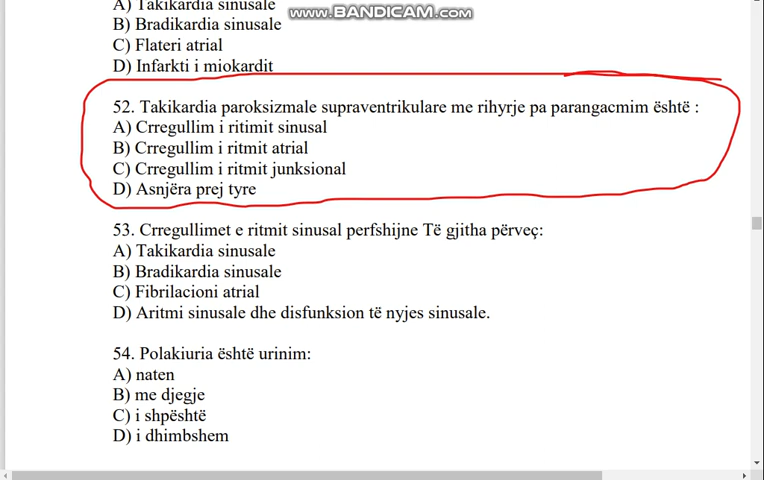 A) Takikardia sinusale
www.BANDICAM.com
B) Bradikardia sinusale
C) Flateri atrial
D) Infarkti i miokardit
52. Takikardia paroksizmale supraventrikulare me rihyrje pa parangacmim është :
A) Crregullim i ritimit sinusal
B) Crregullim i ritmit atrial
C) Crregullim i ritmit junksional
D) Asnjëra prej tyre
53. Crregullimet e ritmit sinusal perfshijne Të gjitha përveç:
A) Takikardia sinusale
B) Bradikardia sinusale
C) Fibrilacioni atrial
D) Aritmi sinusale dhe disfunksion të nyjes sinusale.
54. Polakiuria është urinim:
A) naten
B) me djegje
C) i shpështë
D) i dhimbshem